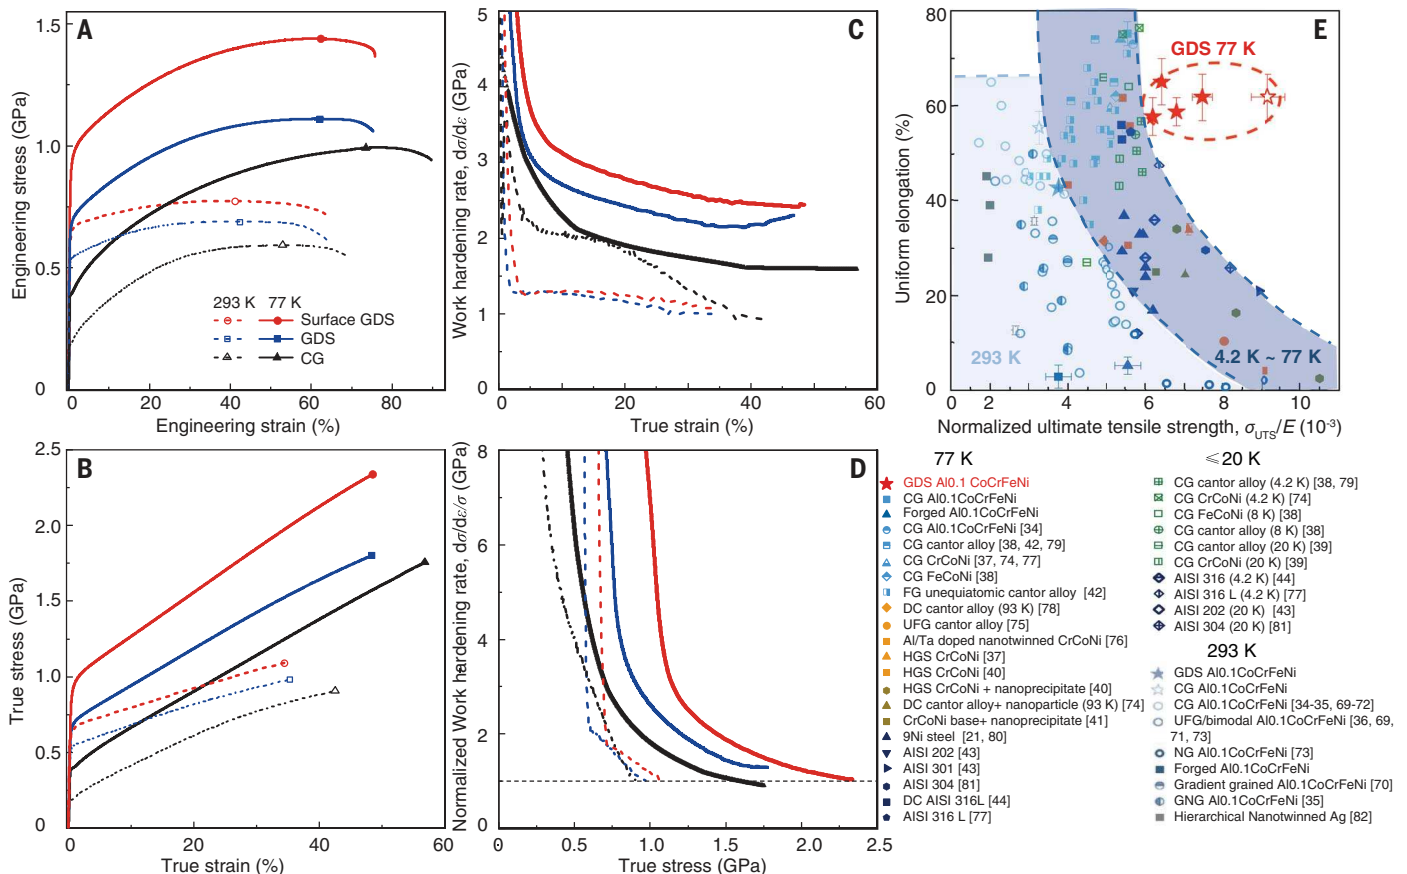 A
Engineering stress (GPa)
1.5
1.0
0.5
0
293 K 77 K
Surface GDS
GDS
CG
0 20 40 60 80
Engineering strain (%)
C
Work hardening rate, dσ/dε (GPa)
5
4
3
2
1
0
0 10 20 30 40 50 60
True strain (%)
E
Uniform elongation (%)
80
60
40
20
0
GDS 77 K
293 K
4.2 K ~ 77 K
2 4 6 8 10
Normalized ultimate tensile strength, σUTS/E (10-3)
B
True stress (GPa)
2.5
2.0
1.5
1.0
0.5
0
0 20 40 60
True strain (%)
D
Normalized Work hardening rate, dσ/dε/σ (GPa)
8
6
4
2
0
0 0.5 1.0 1.5 2.0 2.5
True stress (GPa)
77 K
GDS Al0.1 CoCrFeNi
CG Al0.1CoCrFeNi
Forged Al0.1CoCrFeNi
CG Al0.1CoCrFeNi [34]
CG cantor alloy [38, 42, 79]
CG CrCoNi [37, 74, 77]
CG FeCoNi [38]
FG unequiatomic cantor alloy [42]
DC cantor alloy (93 K) [78]
UFG cantor alloy [75]
Al/Ta doped nanotwinned CrCoNi [76]
HGS CrCoNi [37]
HGS CrCoNi [40]
HGS CrCoNi + nanoprecipitate [40]
DC cantor alloy+ nanoparticle (93 K) [74]
CrCoNi base+ nanoprecipitate [41]
9Ni steel [21, 80]
AISI 202 [43]
AISI 301 [43]
AISI 304 [81]
DC AISI 316L [44]
AISI 316 L [77]
⩽20 K
CG cantor alloy (4.2 K) [38, 79]
CG CrCoNi (4.2 K) [74]
CG FeCoNi (8 K) [38]
CG cantor alloy (8 K) [38]
CG cantor alloy (20 K) [39]
CG CrCoNi (20 K) [39]
AISI 316 (4.2 K) [44]
AISI 316 L (4.2 K) [77]
AISI 202 (20 K) [43]
AISI 304 (20 K) [81]
293 K
GDS Al0.1CoCrFeNi
CG Al0.1CoCrFeNi
CG Al0.1CoCrFeNi [34-35, 69-72]
UFG/bimodal Al0.1CoCrFeNi [36, 69,
71, 73]
NG Al0.1CoCrFeNi [73]
Forged Al0.1CoCrFeNi
Gradient grained Al0.1CoCrFeNi [70]
GNG Al0.1CoCrFeNi [35]
Hierarchical Nanotwinned Ag [82]